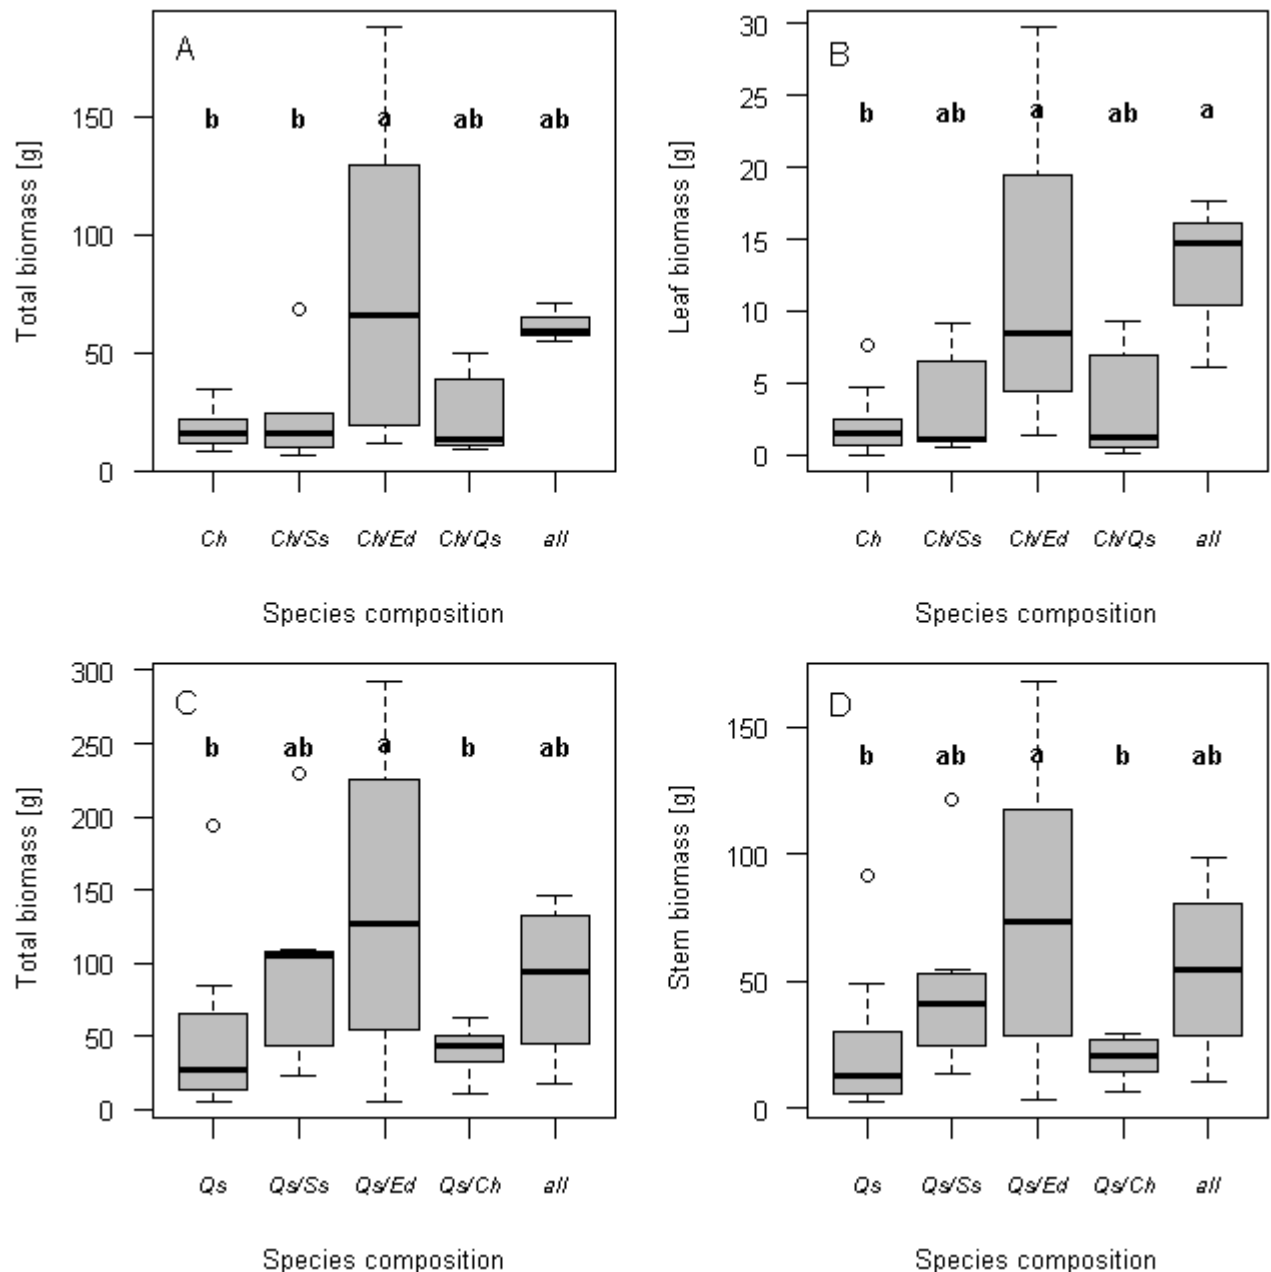 A
b b a ab ab
Total biomass [g]
150
100
50
0
Ch Ch/Ss Ch/Ed Ch/Qs all
Species composition
B
b ab a ab a
Leaf biomass [g]
30
25
20
15
10
5
0
Ch Ch/Ss Ch/Ed Ch/Qs all
Species composition
C
b ab a b ab
Total biomass [g]
300
250
200
150
100
50
0
Qs Qs/Ss Qs/Ed Qs/Ch all
Species composition
D
b ab a b ab
Stem biomass [g]
150
100
50
0
Qs Qs/Ss Qs/Ed Qs/Ch all
Species composition